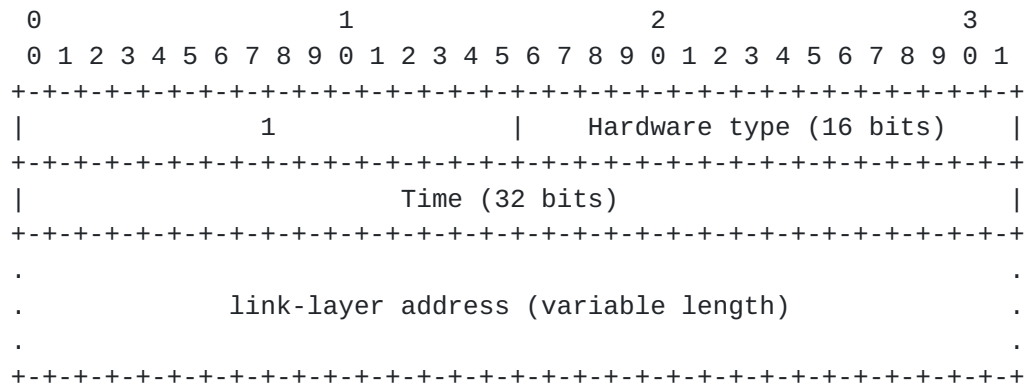 0                   1                   2                   3
 0 1 2 3 4 5 6 7 8 9 0 1 2 3 4 5 6 7 8 9 0 1 2 3 4 5 6 7 8 9 0 1
+-+-+-+-+-+-+-+-+-+-+-+-+-+-+-+-+-+-+-+-+-+-+-+-+-+-+-+-+-+-+-+-+
|               1               |    Hardware type (16 bits)    |
+-+-+-+-+-+-+-+-+-+-+-+-+-+-+-+-+-+-+-+-+-+-+-+-+-+-+-+-+-+-+-+-+
|                        Time (32 bits)                         |
+-+-+-+-+-+-+-+-+-+-+-+-+-+-+-+-+-+-+-+-+-+-+-+-+-+-+-+-+-+-+-+-+
.                                                               .
.             link-layer address (variable length)              .
.                                                               .
+-+-+-+-+-+-+-+-+-+-+-+-+-+-+-+-+-+-+-+-+-+-+-+-+-+-+-+-+-+-+-+-+